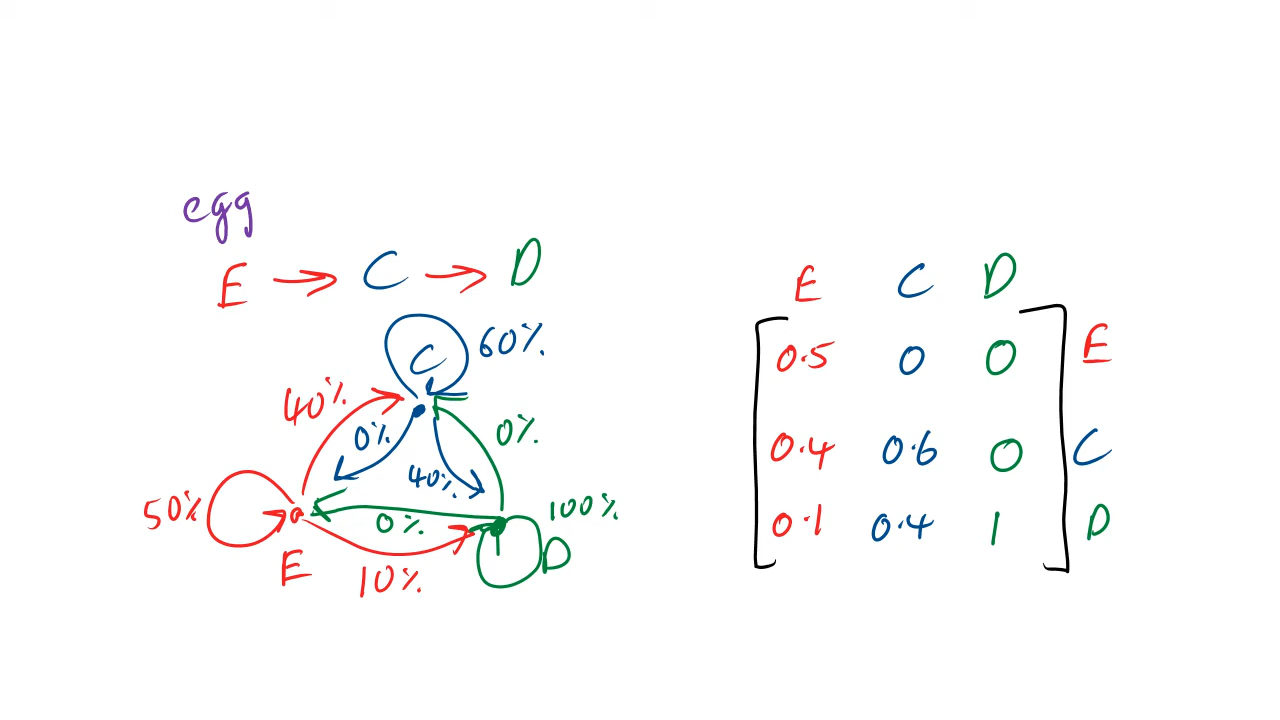 egg
E → C → D
C 60%
40%
0%
0%
40%
50%
0%
100%
E
10%
D
E C D
0.5 0 0 E
0.4 0.6 0 C
0.1 0.4 1 D